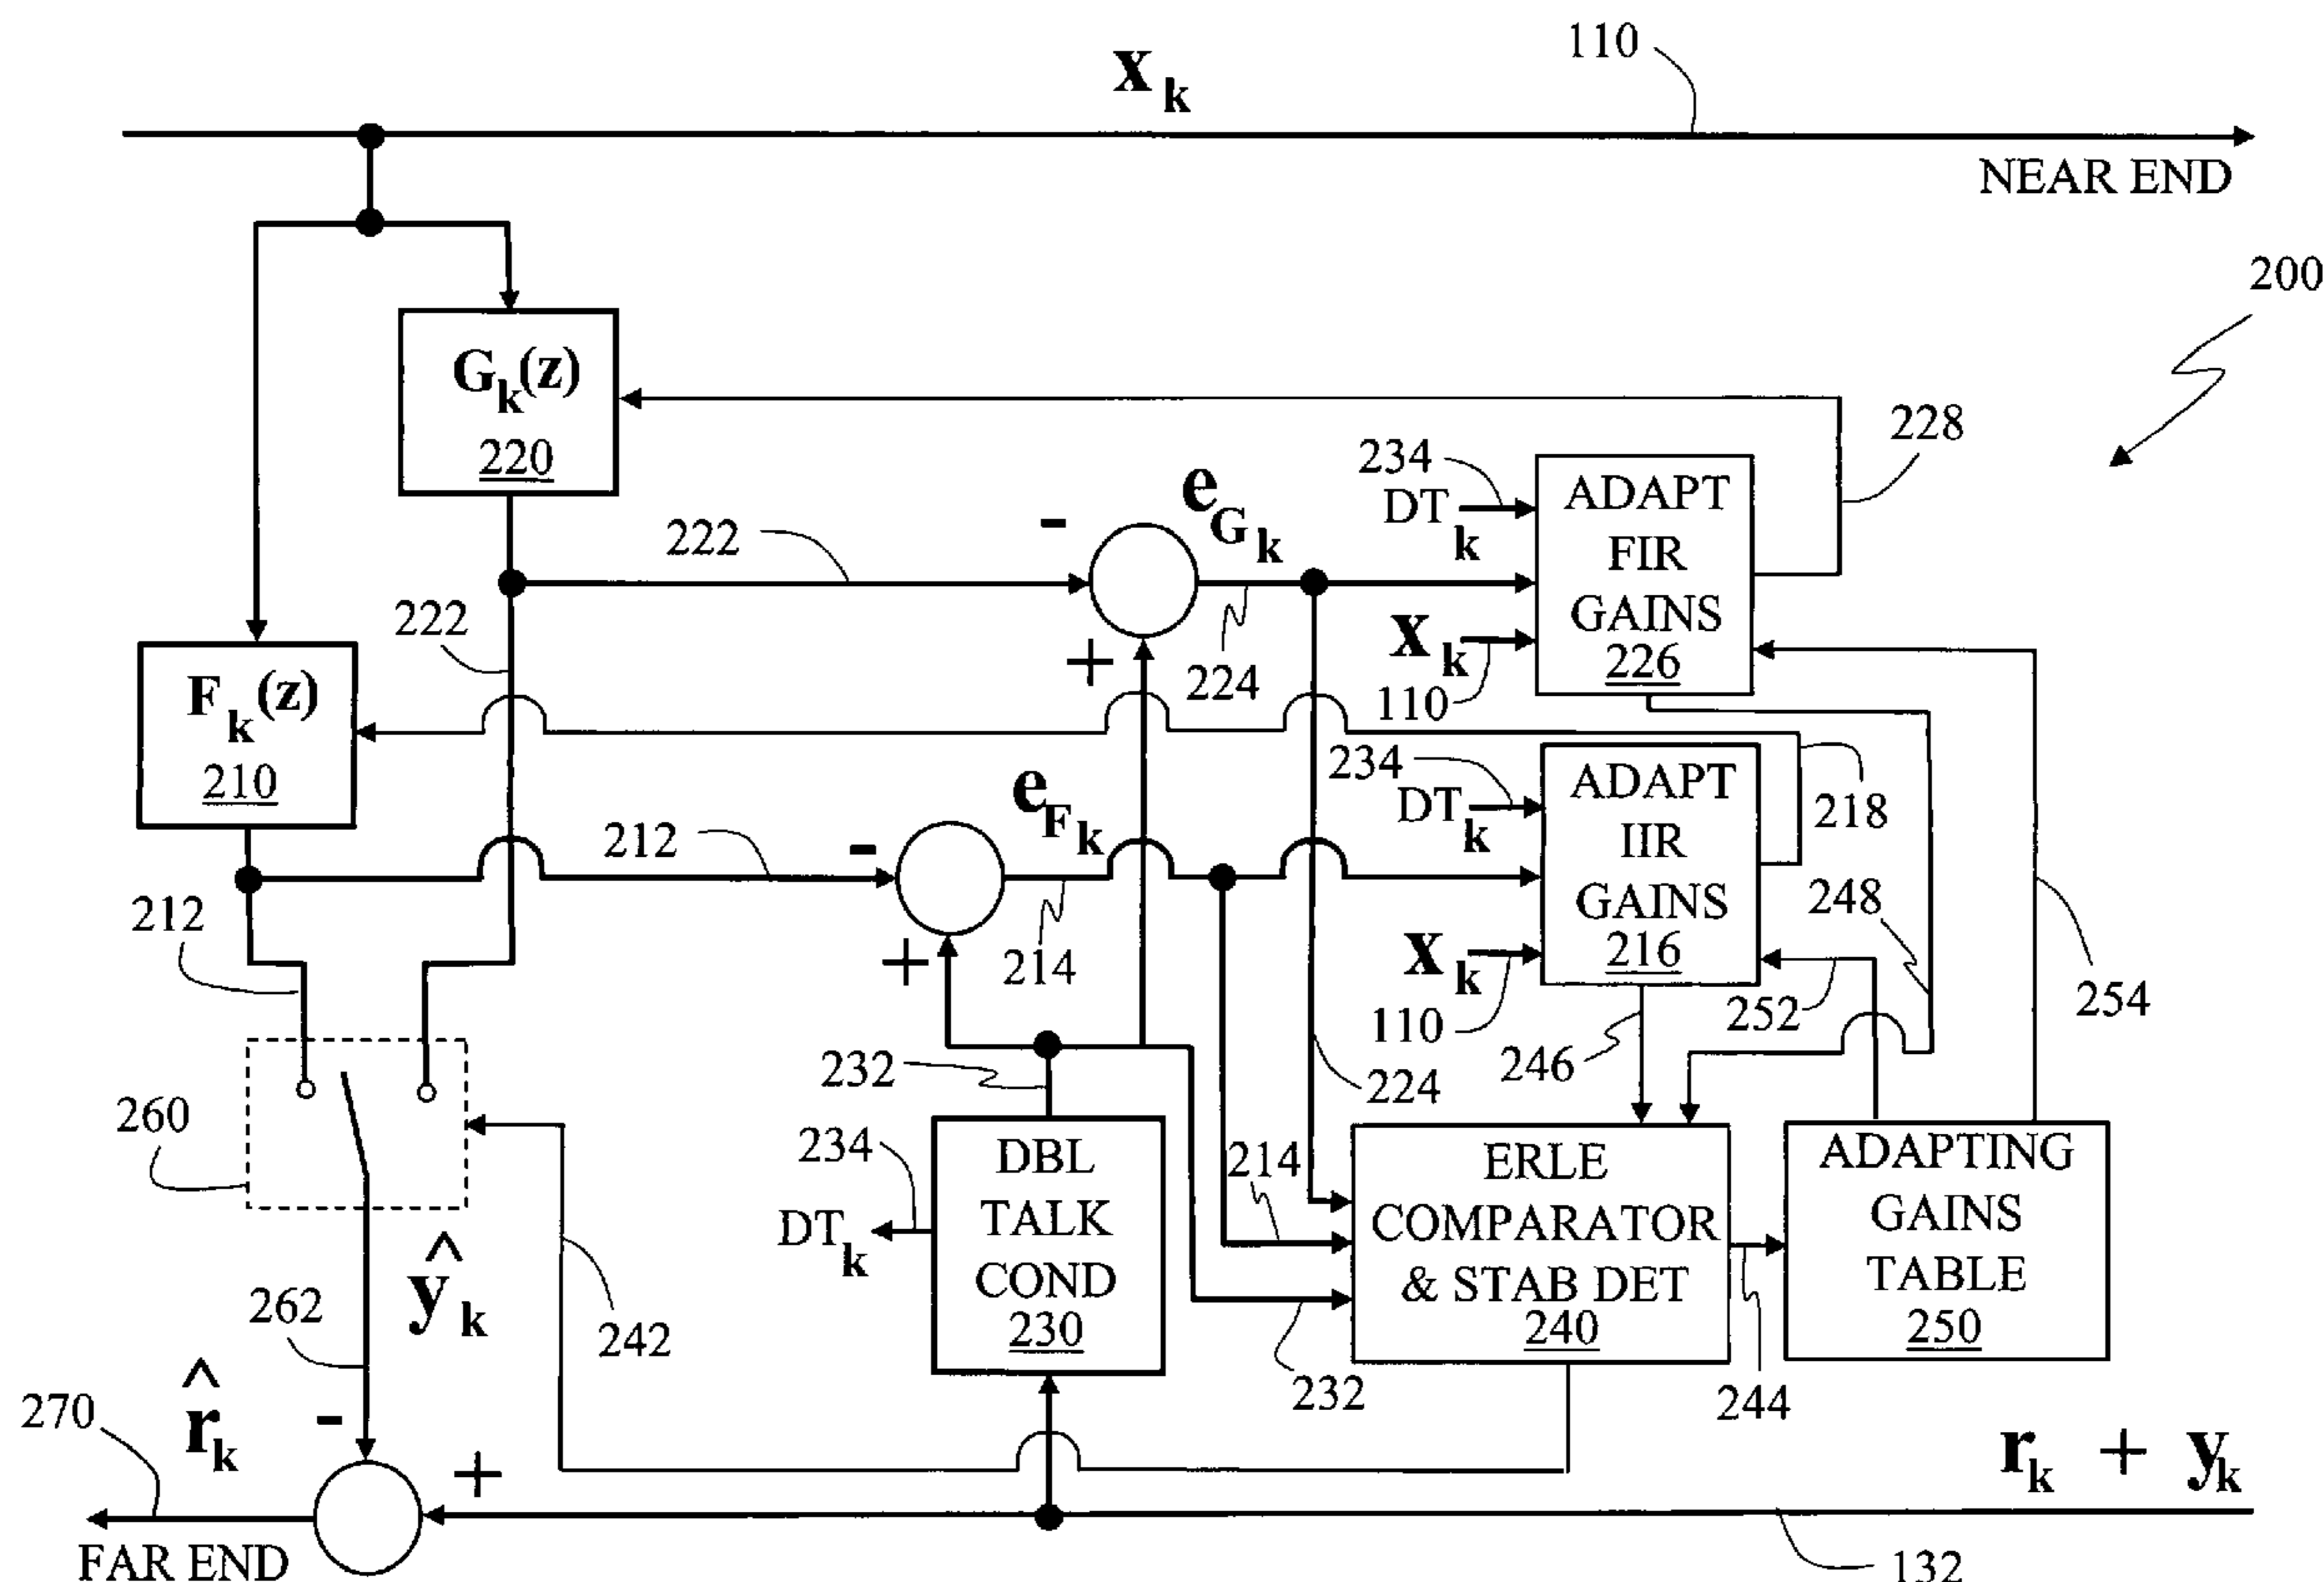 110
x k
NEAR END
200
G k (z)
220
228
234
DT k
e G k
ADAPT
FIR
GAINS
226
222
-
222
+
224
x k
110
F k (z)
210
234
DT k
e F k
ADAPT
IIR
GAINS
216
218
212
-
212
+
214
x k
110
248
252
254
232
246
224
260
234
DT k
DBL
TALK
COND
230
214
ERLE
COMPARATOR
& STAB DET
240
ADAPTING
GAINS
TABLE
250
262
ŷ k
242
232
244
270
r̂ k
-
+
r k + y k
FAR END
132